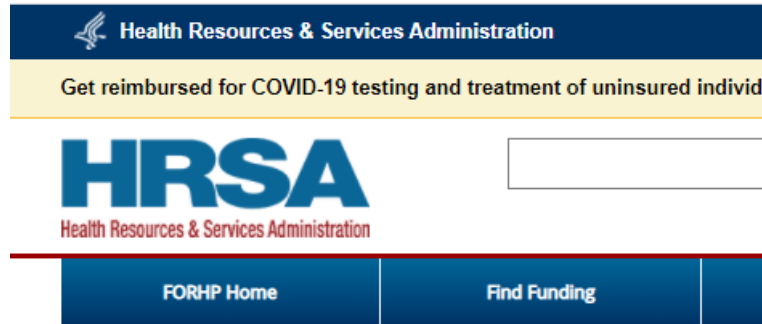 Health Resources & Services Administration
Get reimbursed for COVID-19 testing and treatment of uninsured individ
HRSA
Health Resources & Services Administration
FORHP Home Find Funding